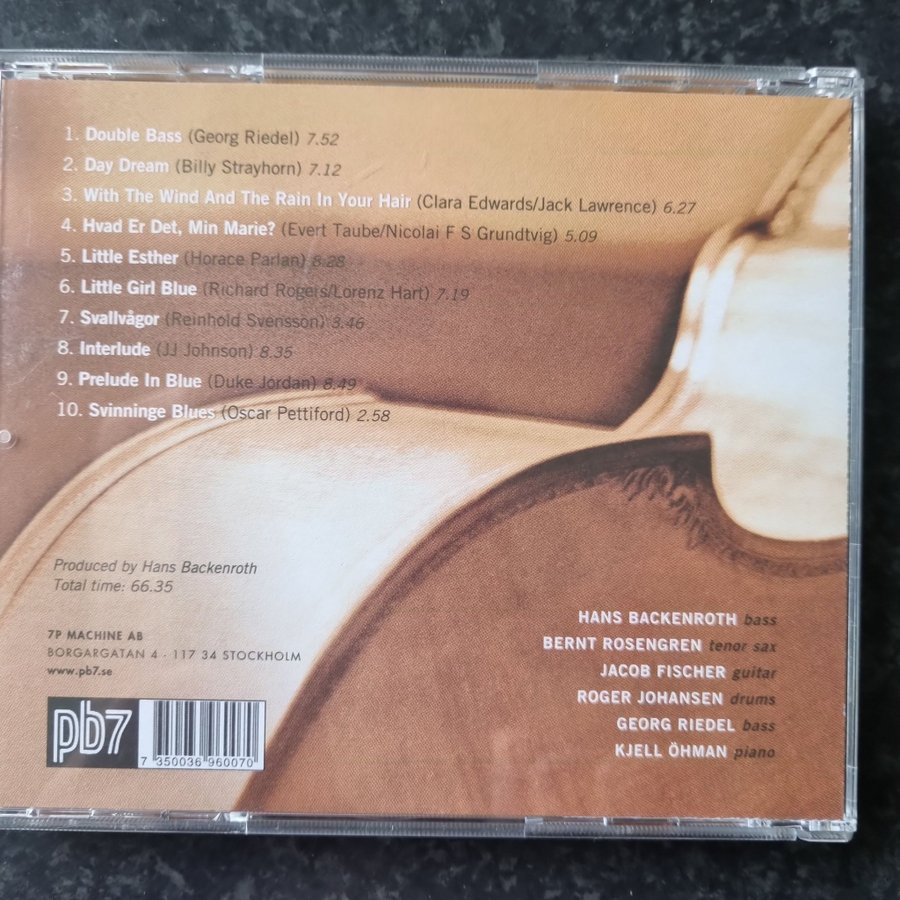 1. Double Bass (Georg Riedel) 7.52
2. Day Dream (Billy Strayhorn) 7.12
3. With The Wind And The Rain In Your Hair (Clara Edwards/Jack Lawrence) 6.27
4. Hvad Er Det, Min Marie? (Evert Taube/Nicolai F S Grundtvig) 5.09
5. Little Esther (Horace Parlan) 8.28
6. Little Girl Blue (Richard Rogers/Lorenz Hart) 7.19
7. Svallvågor (Reinhold Svensson) 3.46
8. Interlude (JJ Johnson) 8.35
9. Prelude In Blue (Duke Jordan) 8.49
10. Svinninge Blues (Oscar Pettiford) 2.58
Produced by Hans Backenroth
Total time: 66.35
7P MACHINE AB
BORGARGATAN 4 · 117 34 STOCKHOLM
www.pb7.se
pb7
7 350036 960070
HANS BACKENROTH bass
BERNT ROSENGREN tenor sax
JACOB FISCHER guitar
ROGER JOHANSEN drums
GEORG RIEDEL bass
KJELL ÖHMAN piano